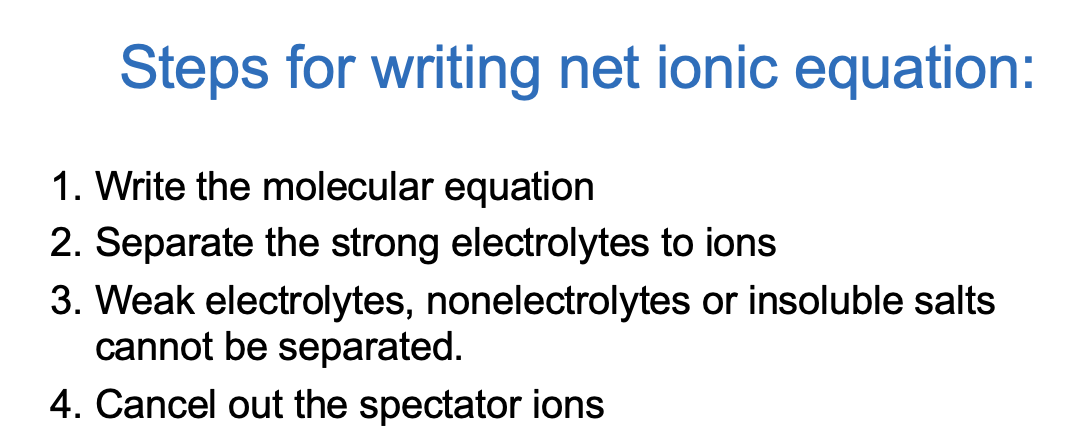 Steps for writing net ionic equation:
1. Write the molecular equation
2. Separate the strong electrolytes to ions
3. Weak electrolytes, nonelectrolytes or insoluble salts
cannot be separated.
4. Cancel out the spectator ions